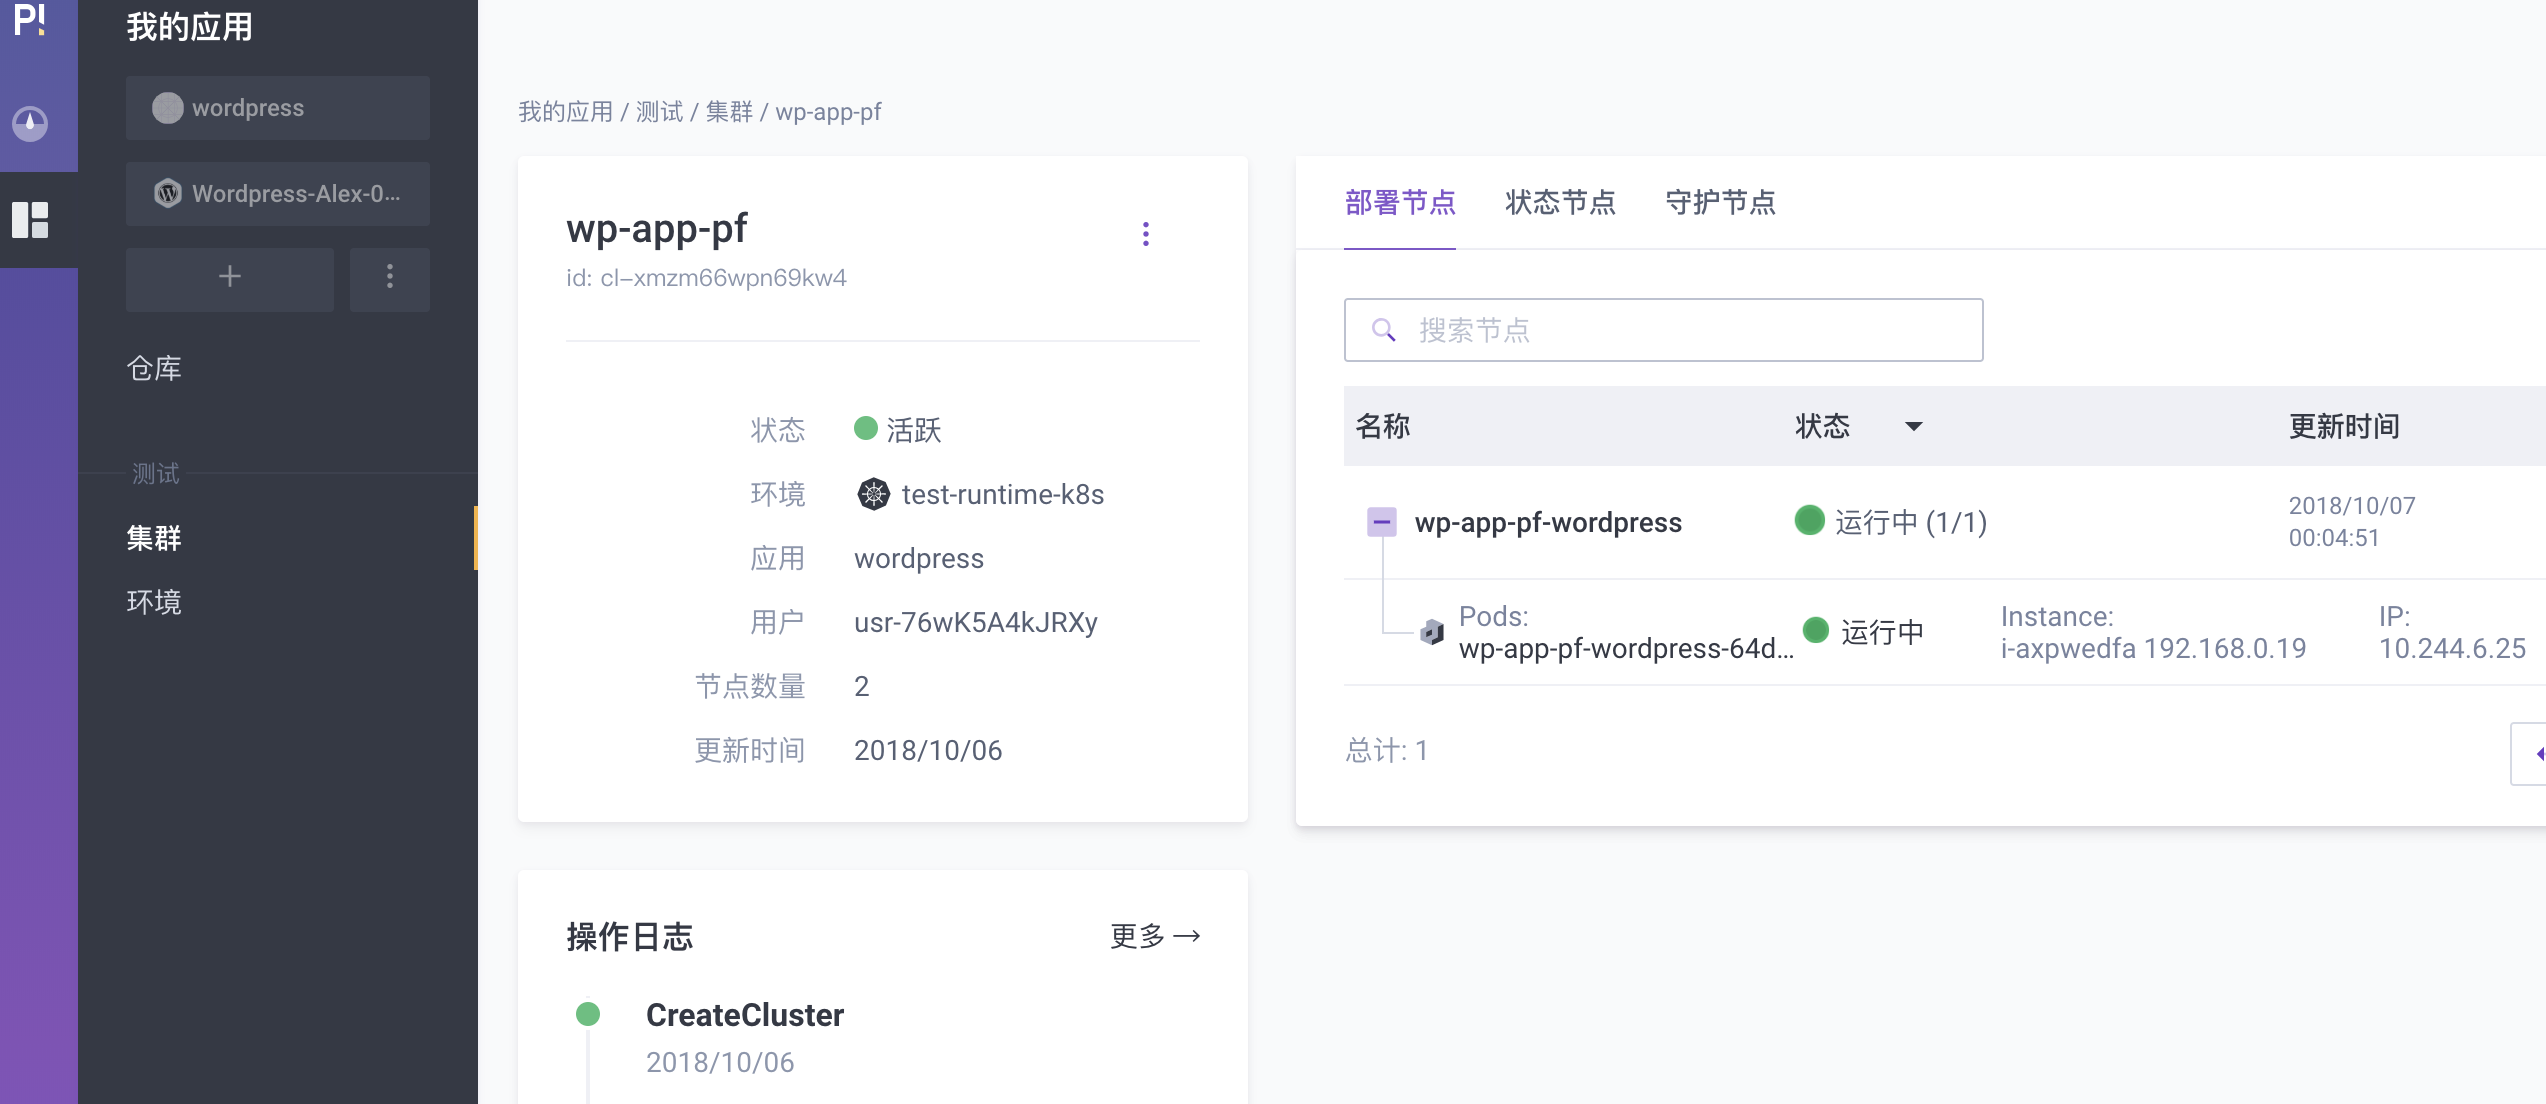 P!
我的应用
wordpress
Wordpress-Alex-0...
仓库
测试
集群
环境
我的应用 / 测试 / 集群 / wp-app-pf
wp-app-pf
id: cl-xmzm66wpn69kw4
状态 活跃
环境 test-runtime-k8s
应用 wordpress
用户 usr-76wK5A4kJRXy
节点数量 2
更新时间 2018/10/06
操作日志 更多 →
CreateCluster
2018/10/06
部署节点 状态节点 守护节点
搜索节点
名称 状态 更新时间
wp-app-pf-wordpress 运行中 (1/1) 2018/10/07
00:04:51
Pods: Instance: IP:
wp-app-pf-wordpress-64d... 运行中 i-axpwedfa 192.168.0.19 10.244.6.25
总计: 1